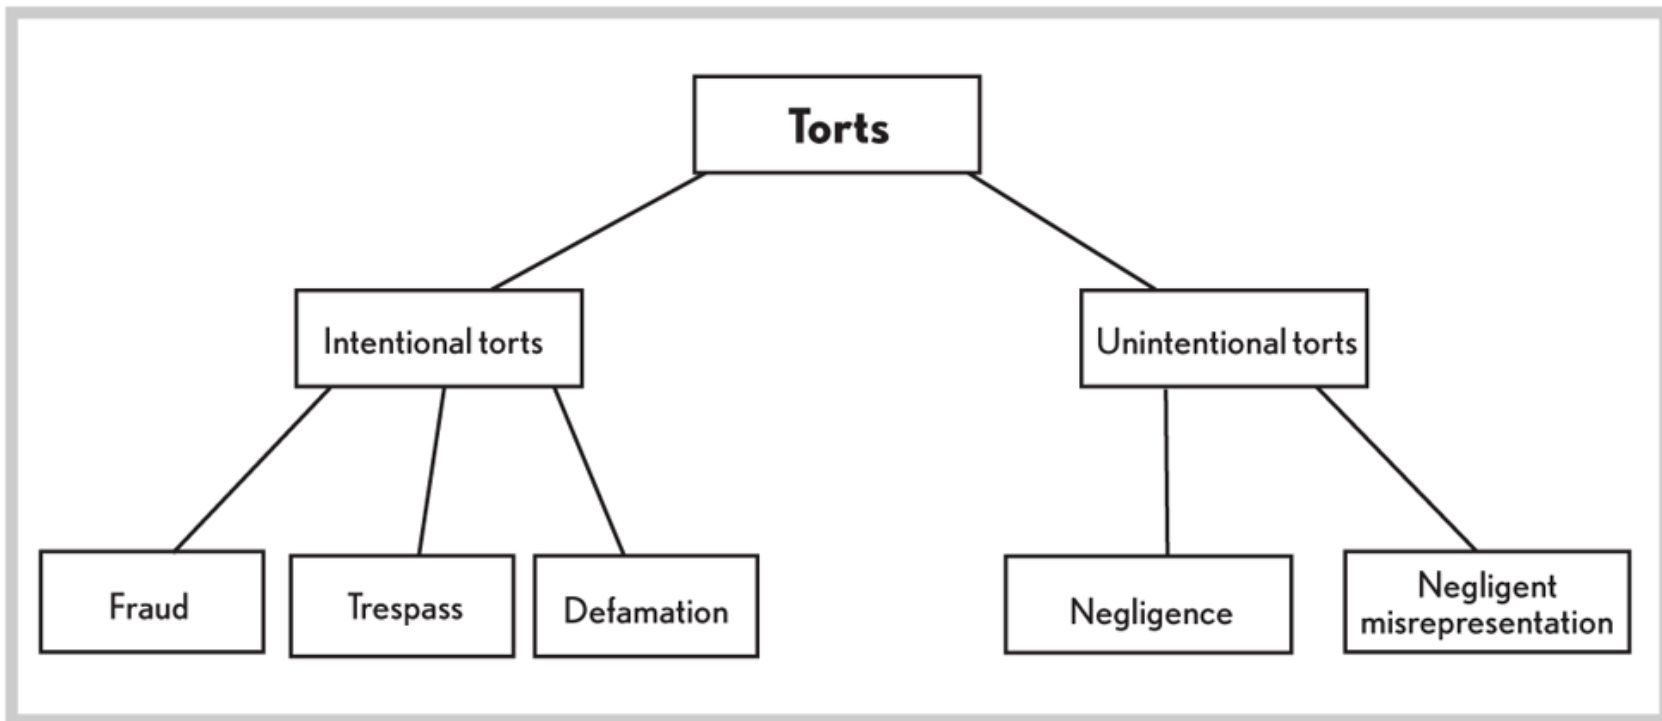 Torts
Intentional torts
Unintentional torts
Fraud
Trespass
Defamation
Negligence
Negligent
misrepresentation